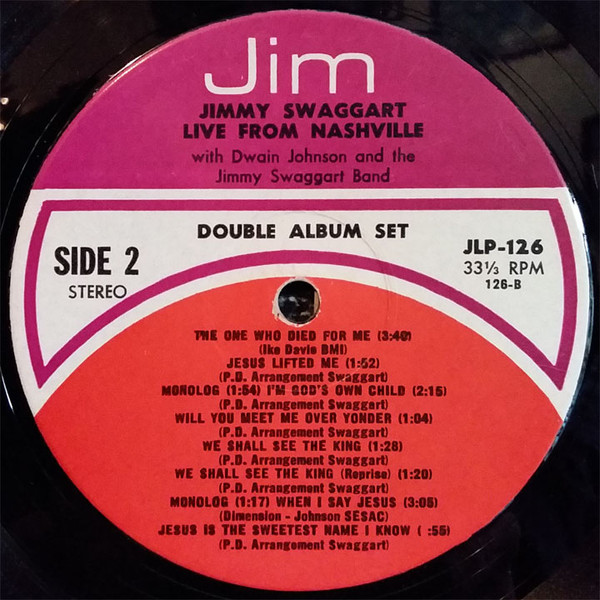 Jim
JIMMY SWAGGART
LIVE FROM NASHVILLE
with Dwain Johnson and the
Jimmy Swaggart Band
DOUBLE ALBUM SET
SIDE 2
STEREO
JLP-126
33⅓ RPM
126-B
THE ONE WHO DIED FOR ME (3:40)
(Ike Davie BMI)
JESUS LIFTED ME (1:52)
(P.D. Arrangement Swaggart)
MONOLOG (1:54) I'M GOD'S OWN CHILD (2:15)
(P.D. Arrangement Swaggart)
WILL YOU MEET ME OVER YONDER (1:04)
(P.D. Arrangement Swaggart)
WE SHALL SEE THE KING (1:28)
(P.D. Arrangement Swaggart)
WE SHALL SEE THE KING (Reprise) (1:20)
(P.D. Arrangement Swaggart)
MONOLOG (1:17) WHEN I SAY JESUS (3:05)
(Dimension - Johnson SESAC)
JESUS IS THE SWEETEST NAME I KNOW ( :55)
(P.D. Arrangement Swaggart)